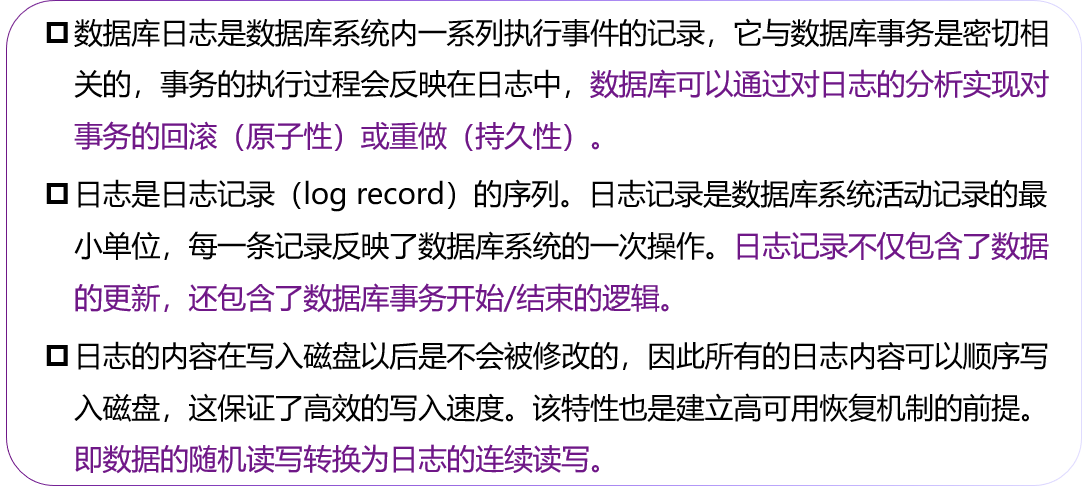 数据库日志是数据库系统内一系列执行事件的记录，它与数据库事务是密切相
关的，事务的执行过程会反映在日志中，数据库可以通过对日志的分析实现对
事务的回滚（原子性）或重做（持久性）。
日志是日志记录（log record）的序列。日志记录是数据库系统活动记录的最
小单位，每一条记录反映了数据库系统的一次操作。日志记录不仅包含了数据
的更新，还包含了数据库事务开始/结束的逻辑。
日志的内容在写入磁盘以后是不会被修改的，因此所有的日志内容可以顺序写
入磁盘，这保证了高效的写入速度。该特性也是建立高可用恢复机制的前提。
即数据的随机读写转换为日志的连续读写。